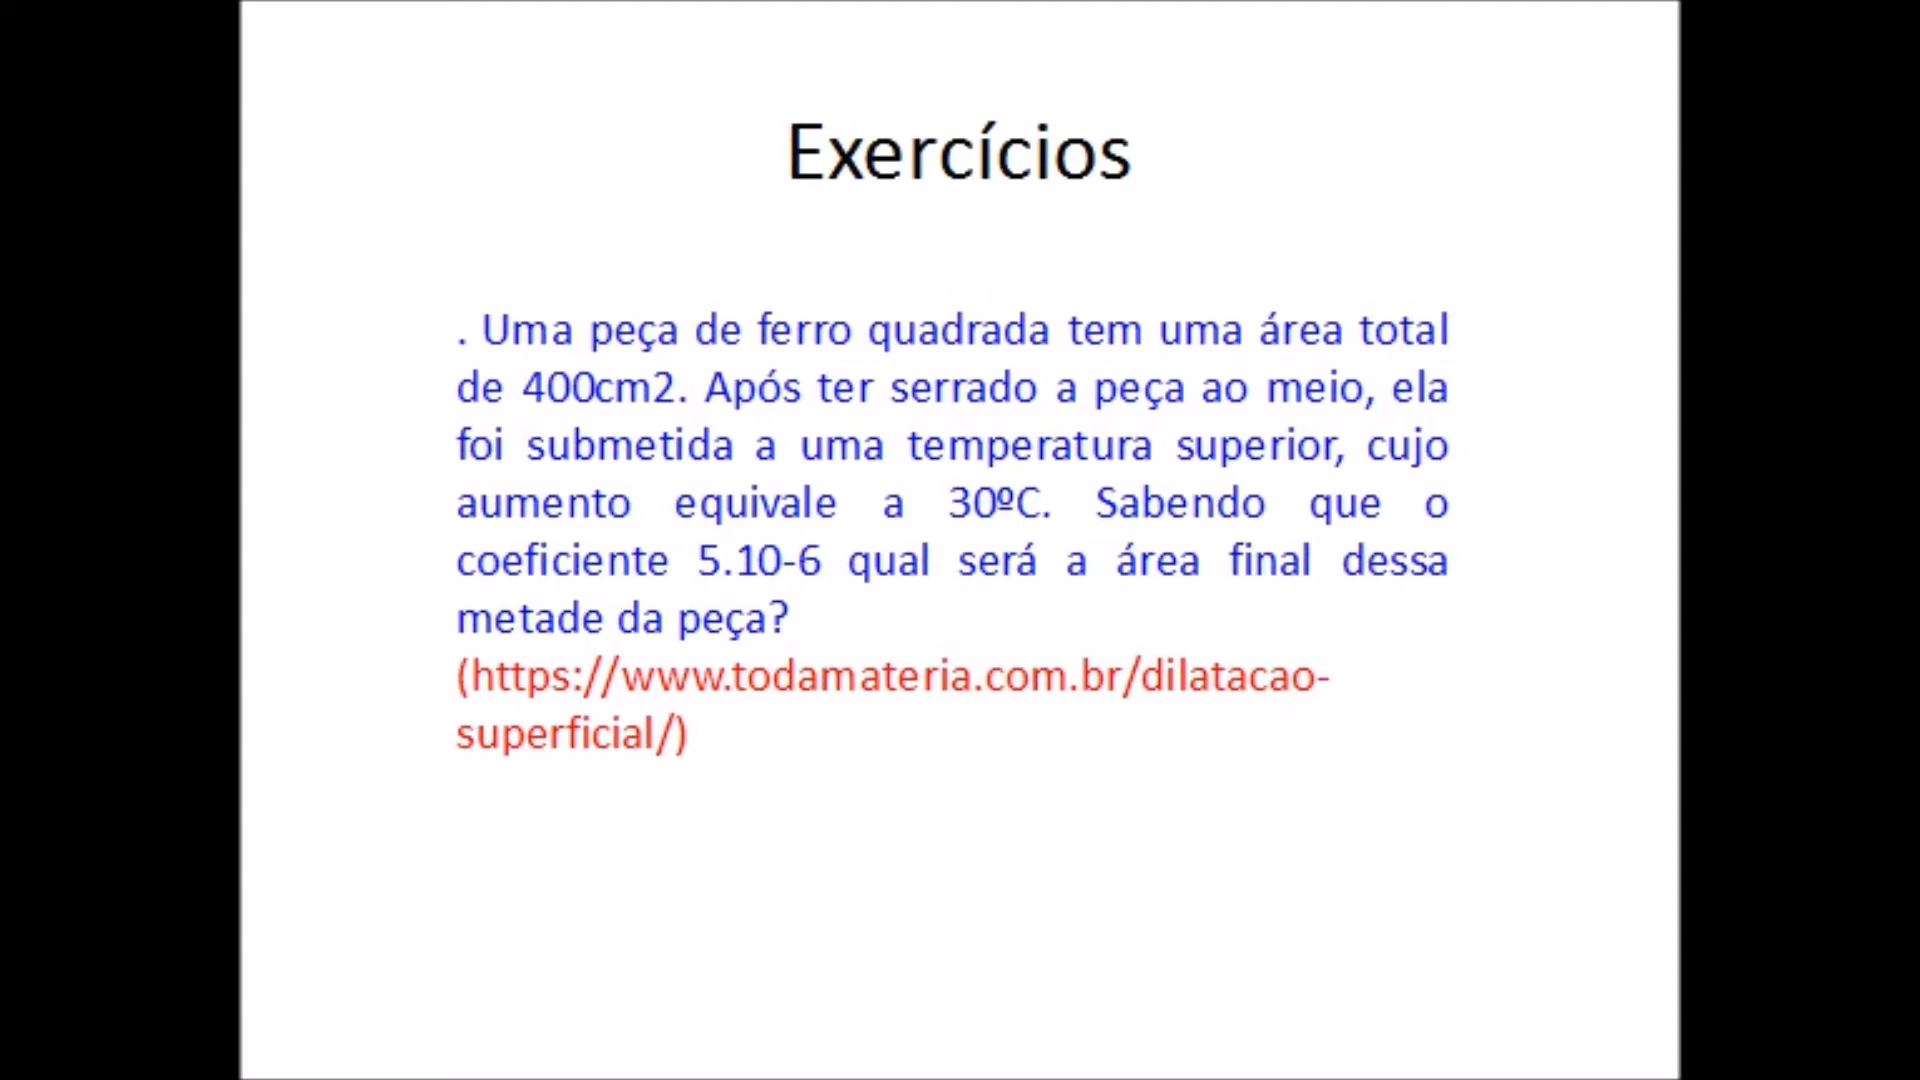 Exercícios
. Uma peça de ferro quadrada tem uma área total
de 400cm2. Após ter serrado a peça ao meio, ela
foi submetida a uma temperatura superior, cujo
aumento equivale a 30ºC. Sabendo que o
coeficiente 5.10-6 qual será a área final dessa
metade da peça?
(https://www.todamateria.com.br/dilatacao-
superficial/)